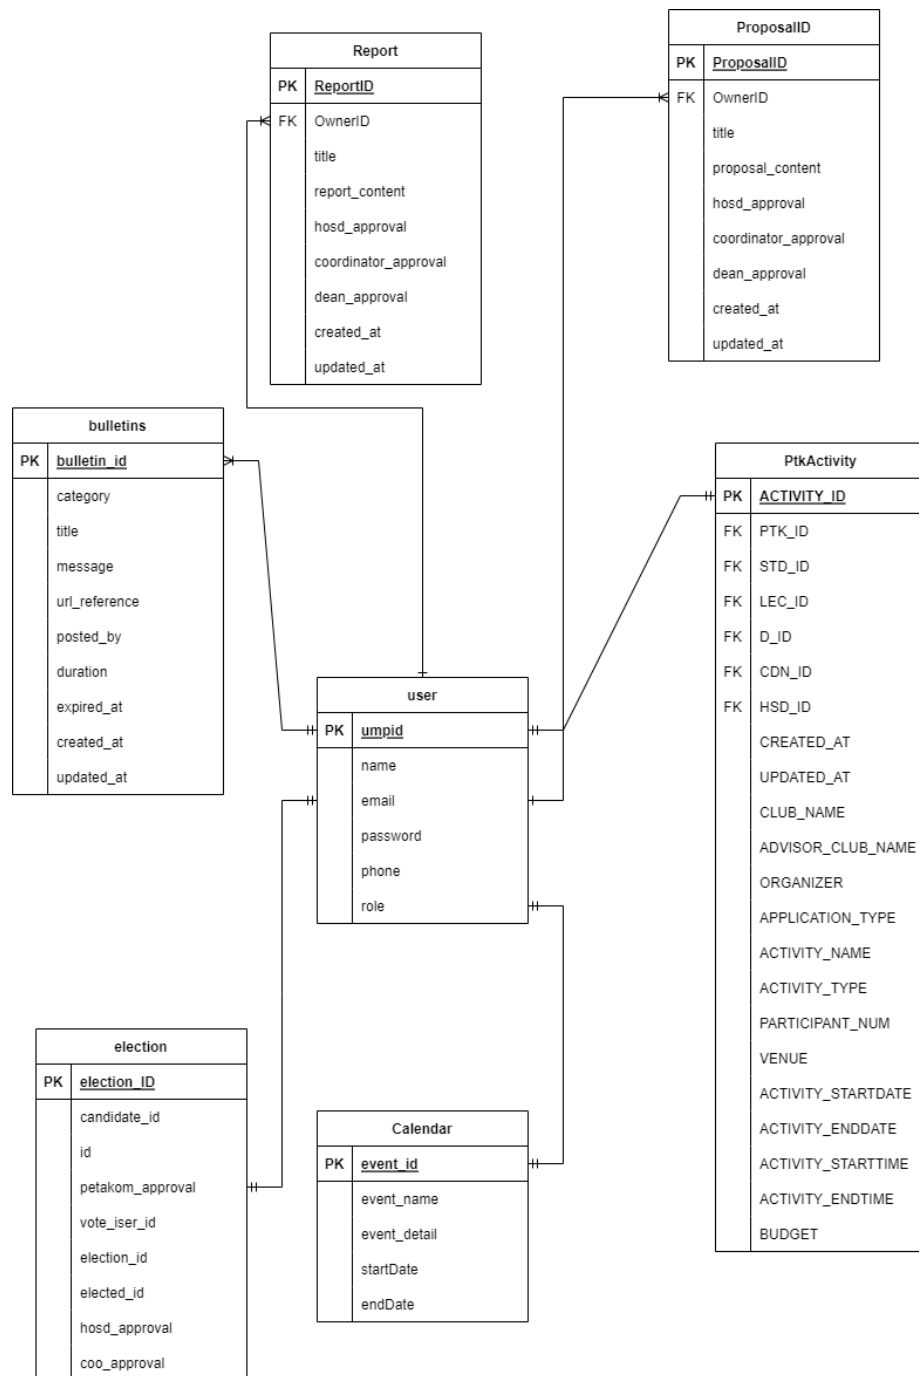 Report
PK ReportID
FK OwnerID
title
report_content
hosd_approval
coordinator_approval
dean_approval
created_at
updated_at
ProposalID
PK ProposalID
FK OwnerID
title
proposal_content
hosd_approval
coordinator_approval
dean_approval
created_at
updated_at
bulletins
PK bulletin_id
category
title
message
url_reference
posted_by
duration
expired_at
created_at
updated_at
PtkActivity
PK ACTIVITY_ID
FK PTK_ID
FK STD_ID
FK LEC_ID
FK D_ID
FK CDN_ID
FK HSD_ID
CREATED_AT
UPDATED_AT
CLUB_NAME
ADVISOR_CLUB_NAME
ORGANIZER
APPLICATION_TYPE
ACTIVITY_NAME
ACTIVITY_TYPE
PARTICIPANT_NUM
VENUE
ACTIVITY_STARTDATE
ACTIVITY_ENDDATE
ACTIVITY_STARTTIME
ACTIVITY_ENDTIME
BUDGET
user
PK umpid
name
email
password
phone
role
election
PK election_ID
candidate_id
id
petakom_approval
vote_iser_id
election_id
elected_id
hosd_approval
coo_approval
Calendar
PK event_id
event_name
event_detail
startDate
endDate